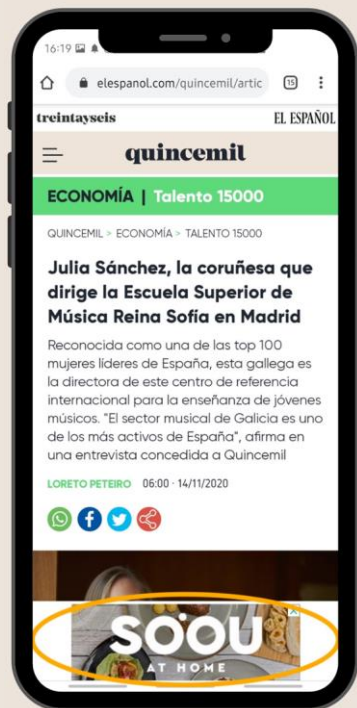 16:19
elespanol.com/quincemil/artic
15
treintayseis
EL ESPAÑOL
quincemil
ECONOMÍA | Talento 15000
QUINCEMIL > ECONOMÍA > TALENTO 15000
Julia Sánchez, la coruñesa que
dirige la Escuela Superior de
Música Reina Sofía en Madrid
Reconocida como una de las top 100
mujeres líderes de España, esta gallega es
la directora de este centro de referencia
internacional para la enseñanza de jóvenes
músicos. "El sector musical de Galicia es uno
de los más activos de España", afirma en
una entrevista concedida a Quincemil
LORETO PETEIRO 06:00 - 14/11/2020
SOOU
AT HOME